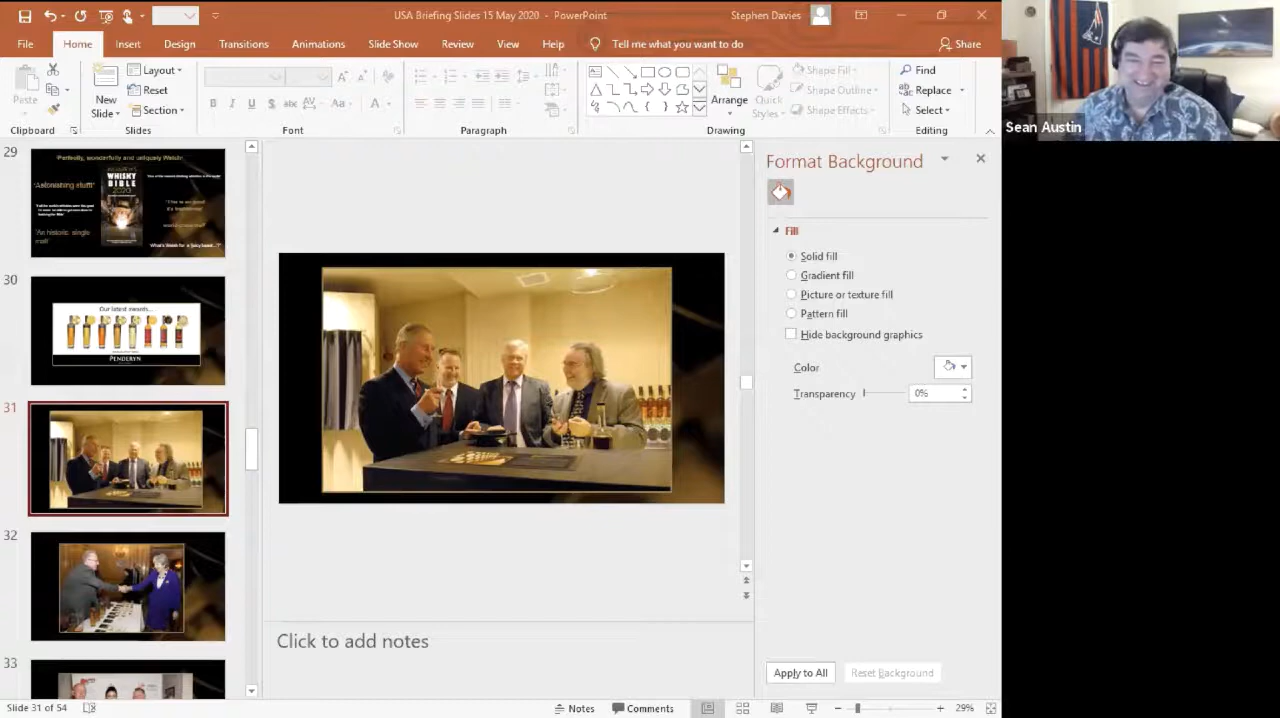 USA Briefing Slides 15 May 2020 - PowerPoint
Stephen Davies
File Home Insert Design Transitions Animations Slide Show Review View Help Tell me what you want to do Share
Paste
New Slide
Layout
Reset
Section
Arrange
Quick Styles
Shape Fill
Shape Outline
Shape Effects
Find
Replace
Select
Clipboard Slides Font Paragraph Drawing Editing
Sean Austin
29
"Perfectly, wonderfully and uniquely Welsh"
"Astonishing stuff!"
WHISKY
BIBLE
2020
30
Our latest awards...
PENDERYN
31
32
33
Format Background
Fill
Solid fill
Gradient fill
Picture or texture fill
Pattern fill
Hide background graphics
Color
Transparency 0%
Click to add notes
Apply to All Reset Background
Slide 31 of 54 Notes Comments 29%